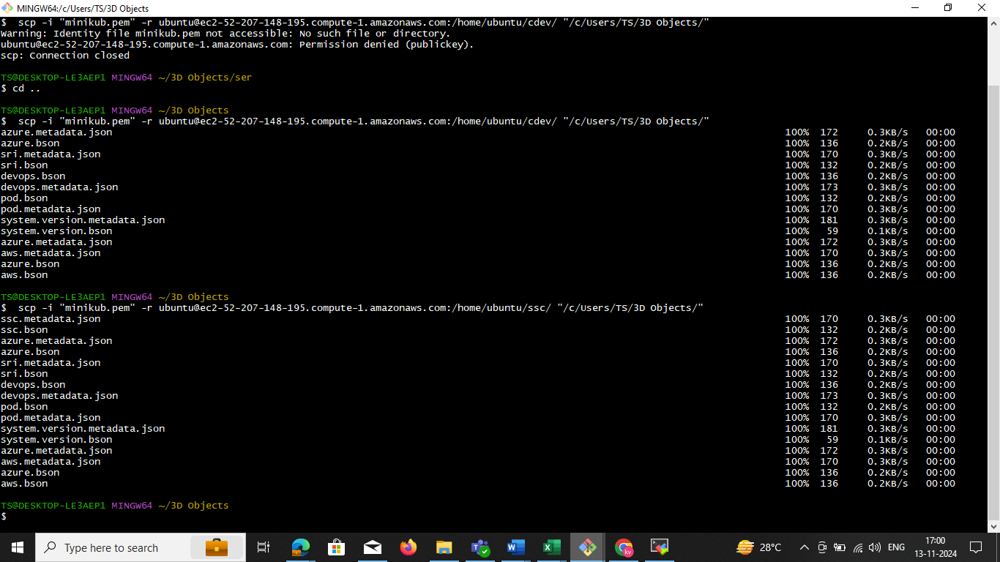 MINGW64:/c/Users/TS/3D Objects
$  scp -i "minikub.pem" -r ubuntu@ec2-52-207-148-195.compute-1.amazonaws.com:/home/ubuntu/cdev/ "/c/Users/TS/3D Objects/"
Warning: Identity file minikub.pem not accessible: No such file or directory.
ubuntu@ec2-52-207-148-195.compute-1.amazonaws.com: Permission denied (publickey).
scp: Connection closed
TS@DESKTOP-LE3AEP1 MINGW64 ~/3D Objects/ser
$ cd ..
TS@DESKTOP-LE3AEP1 MINGW64 ~/3D Objects
$  scp -i "minikub.pem" -r ubuntu@ec2-52-207-148-195.compute-1.amazonaws.com:/home/ubuntu/cdev/ "/c/Users/TS/3D Objects/"
azure.metadata.json 100% 172 0.3KB/s 00:00
azure.bson 100% 136 0.2KB/s 00:00
sri.metadata.json 100% 170 0.3KB/s 00:00
sri.bson 100% 132 0.2KB/s 00:00
devops.bson 100% 136 0.2KB/s 00:00
devops.metadata.json 100% 173 0.3KB/s 00:00
pod.bson 100% 132 0.2KB/s 00:00
pod.metadata.json 100% 170 0.3KB/s 00:00
system.version.metadata.json 100% 181 0.3KB/s 00:00
system.version.bson 100% 59 0.1KB/s 00:00
azure.metadata.json 100% 172 0.3KB/s 00:00
aws.metadata.json 100% 170 0.3KB/s 00:00
azure.bson 100% 136 0.2KB/s 00:00
aws.bson 100% 136 0.2KB/s 00:00
TS@DESKTOP-LE3AEP1 MINGW64 ~/3D Objects
$  scp -i "minikub.pem" -r ubuntu@ec2-52-207-148-195.compute-1.amazonaws.com:/home/ubuntu/ssc/ "/c/Users/TS/3D Objects/"
ssc.metadata.json 100% 170 0.3KB/s 00:00
ssc.bson 100% 132 0.2KB/s 00:00
azure.metadata.json 100% 172 0.3KB/s 00:00
azure.bson 100% 136 0.2KB/s 00:00
sri.metadata.json 100% 170 0.3KB/s 00:00
sri.bson 100% 132 0.2KB/s 00:00
devops.bson 100% 136 0.2KB/s 00:00
devops.metadata.json 100% 173 0.3KB/s 00:00
pod.bson 100% 132 0.2KB/s 00:00
pod.metadata.json 100% 170 0.3KB/s 00:00
system.version.metadata.json 100% 181 0.3KB/s 00:00
system.version.bson 100% 59 0.1KB/s 00:00
azure.metadata.json 100% 172 0.3KB/s 00:00
aws.metadata.json 100% 170 0.3KB/s 00:00
azure.bson 100% 136 0.2KB/s 00:00
aws.bson 100% 136 0.2KB/s 00:00
TS@DESKTOP-LE3AEP1 MINGW64 ~/3D Objects
$
Type here to search
28°C
ENG
17:00
13-11-2024